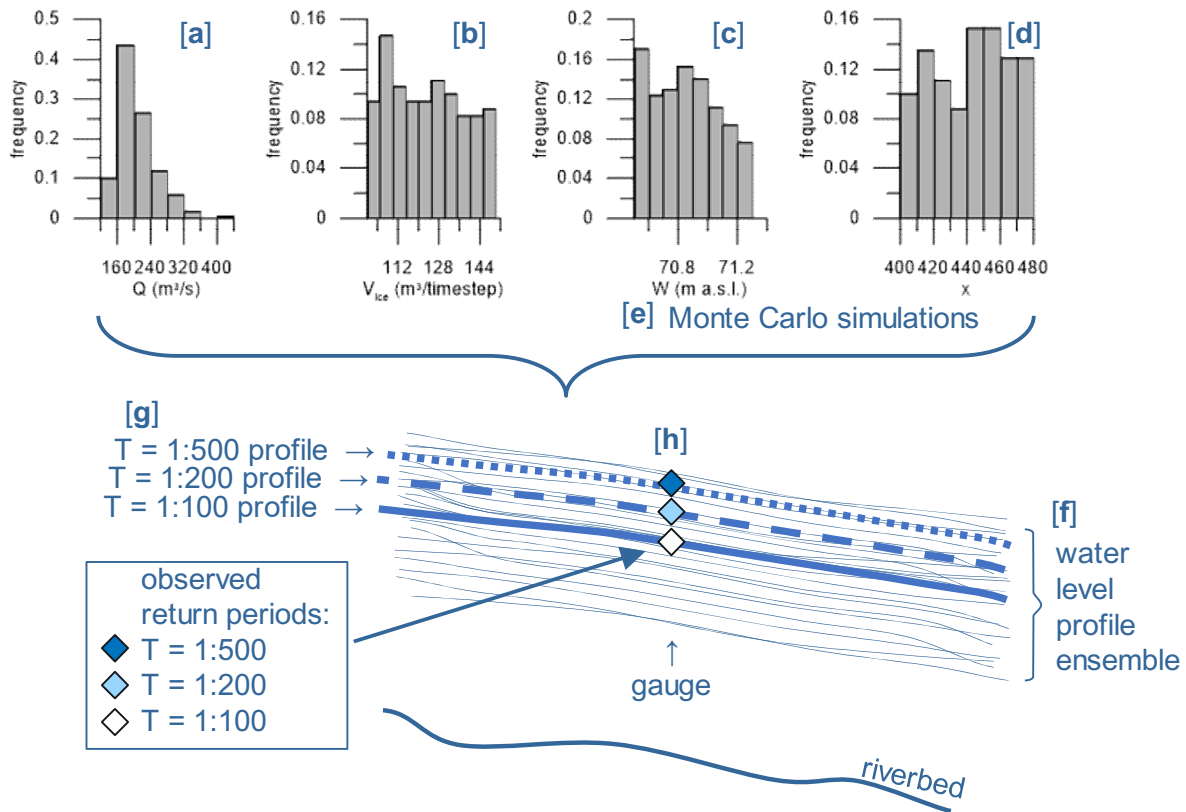 [a]
0.5
0.4
0.3
0.2
0.1
0
frequency
160 240 320 400
Q (m³/s)
[b]
0.16
0.12
0.08
0.04
0
frequency
112 128 144
Vice (m³/timestep)
[c]
0.2
0.16
0.12
0.08
0.04
0
frequency
70.8 71.2
W (m a.s.l.)
[d]
0.16
0.12
0.08
0.04
0
frequency
400 420 440 460 480
x
[e] Monte Carlo simulations
[g]
T = 1:500 profile →
T = 1:200 profile →
T = 1:100 profile →
[h]
[f]
water
level
profile
ensemble
observed
return periods:
T = 1:500
T = 1:200
T = 1:100
↑
gauge
riverbed